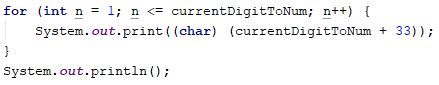 for (int n = 1; n <= currentDigitToNum; n++) {
    System.out.print((char) (currentDigitToNum + 33));
}
System.out.println();